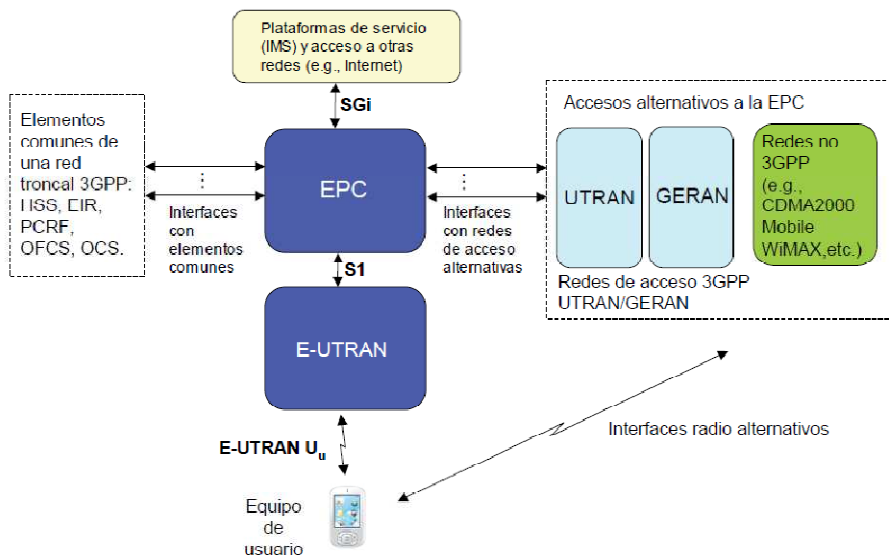 Plataformas de servicio
(IMS) y acceso a otras
redes (e.g., Internet)
SGi
Elementos
comunes de
una red
troncal 3GPP:
HSS, EIR,
PCRF,
OFCS, OCS.
Interfaces
con
elementos
comunes
EPC
Interfaces
con redes
de acceso
alternativas
Accesos alternativos a la EPC
UTRAN
GERAN
Redes no
3GPP
(e.g.,
CDMA2000
Mobile
WiMAX,etc.)
Redes de acceso 3GPP
UTRAN/GERAN
S1
E-UTRAN
E-UTRAN Uu
Interfaces radio alternativos
Equipo
de
usuario